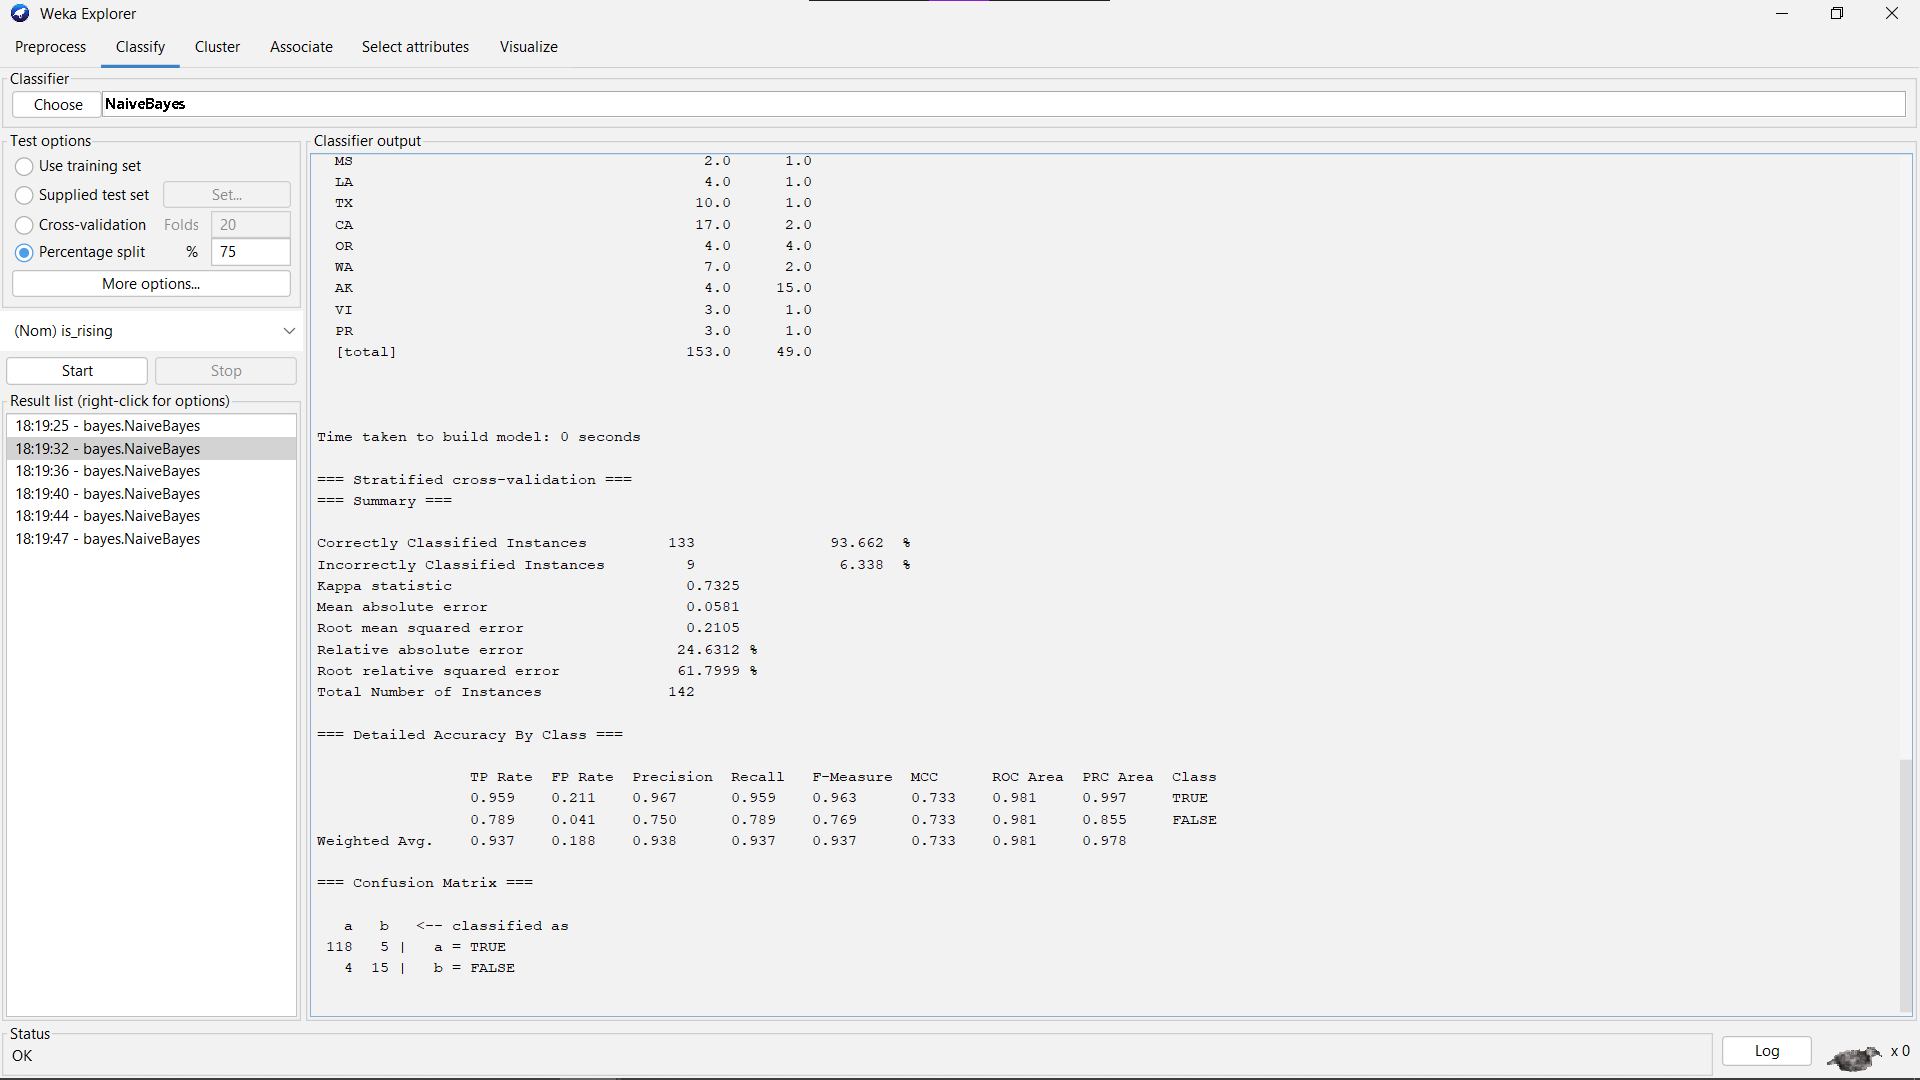 Weka Explorer
Preprocess Classify Cluster Associate Select attributes Visualize
Classifier
Choose NaiveBayes
Test options
Use training set
Supplied test set Set...
Cross-validation Folds 20
Percentage split % 75
More options...
(Nom) is_rising
Start Stop
Result list (right-click for options)
18:19:25 - bayes.NaiveBayes
18:19:32 - bayes.NaiveBayes
18:19:36 - bayes.NaiveBayes
18:19:40 - bayes.NaiveBayes
18:19:44 - bayes.NaiveBayes
18:19:47 - bayes.NaiveBayes
Classifier output
MS 2.0 1.0
LA 4.0 1.0
TX 10.0 1.0
CA 17.0 2.0
OR 4.0 4.0
WA 7.0 2.0
AK 4.0 15.0
VI 3.0 1.0
PR 3.0 1.0
[total] 153.0 49.0
Time taken to build model: 0 seconds
=== Stratified cross-validation ===
=== Summary ===
Correctly Classified Instances 133 93.662 %
Incorrectly Classified Instances 9 6.338 %
Kappa statistic 0.7325
Mean absolute error 0.0581
Root mean squared error 0.2105
Relative absolute error 24.6312 %
Root relative squared error 61.7999 %
Total Number of Instances 142
=== Detailed Accuracy By Class ===
TP Rate FP Rate Precision Recall F-Measure MCC ROC Area PRC Area Class
0.959 0.211 0.967 0.959 0.963 0.733 0.981 0.997 TRUE
0.789 0.041 0.750 0.789 0.769 0.733 0.981 0.855 FALSE
Weighted Avg. 0.937 0.188 0.938 0.937 0.937 0.733 0.981 0.978
=== Confusion Matrix ===
a b <-- classified as
118 5 | a = TRUE
4 15 | b = FALSE
Status
OK
Log
x 0